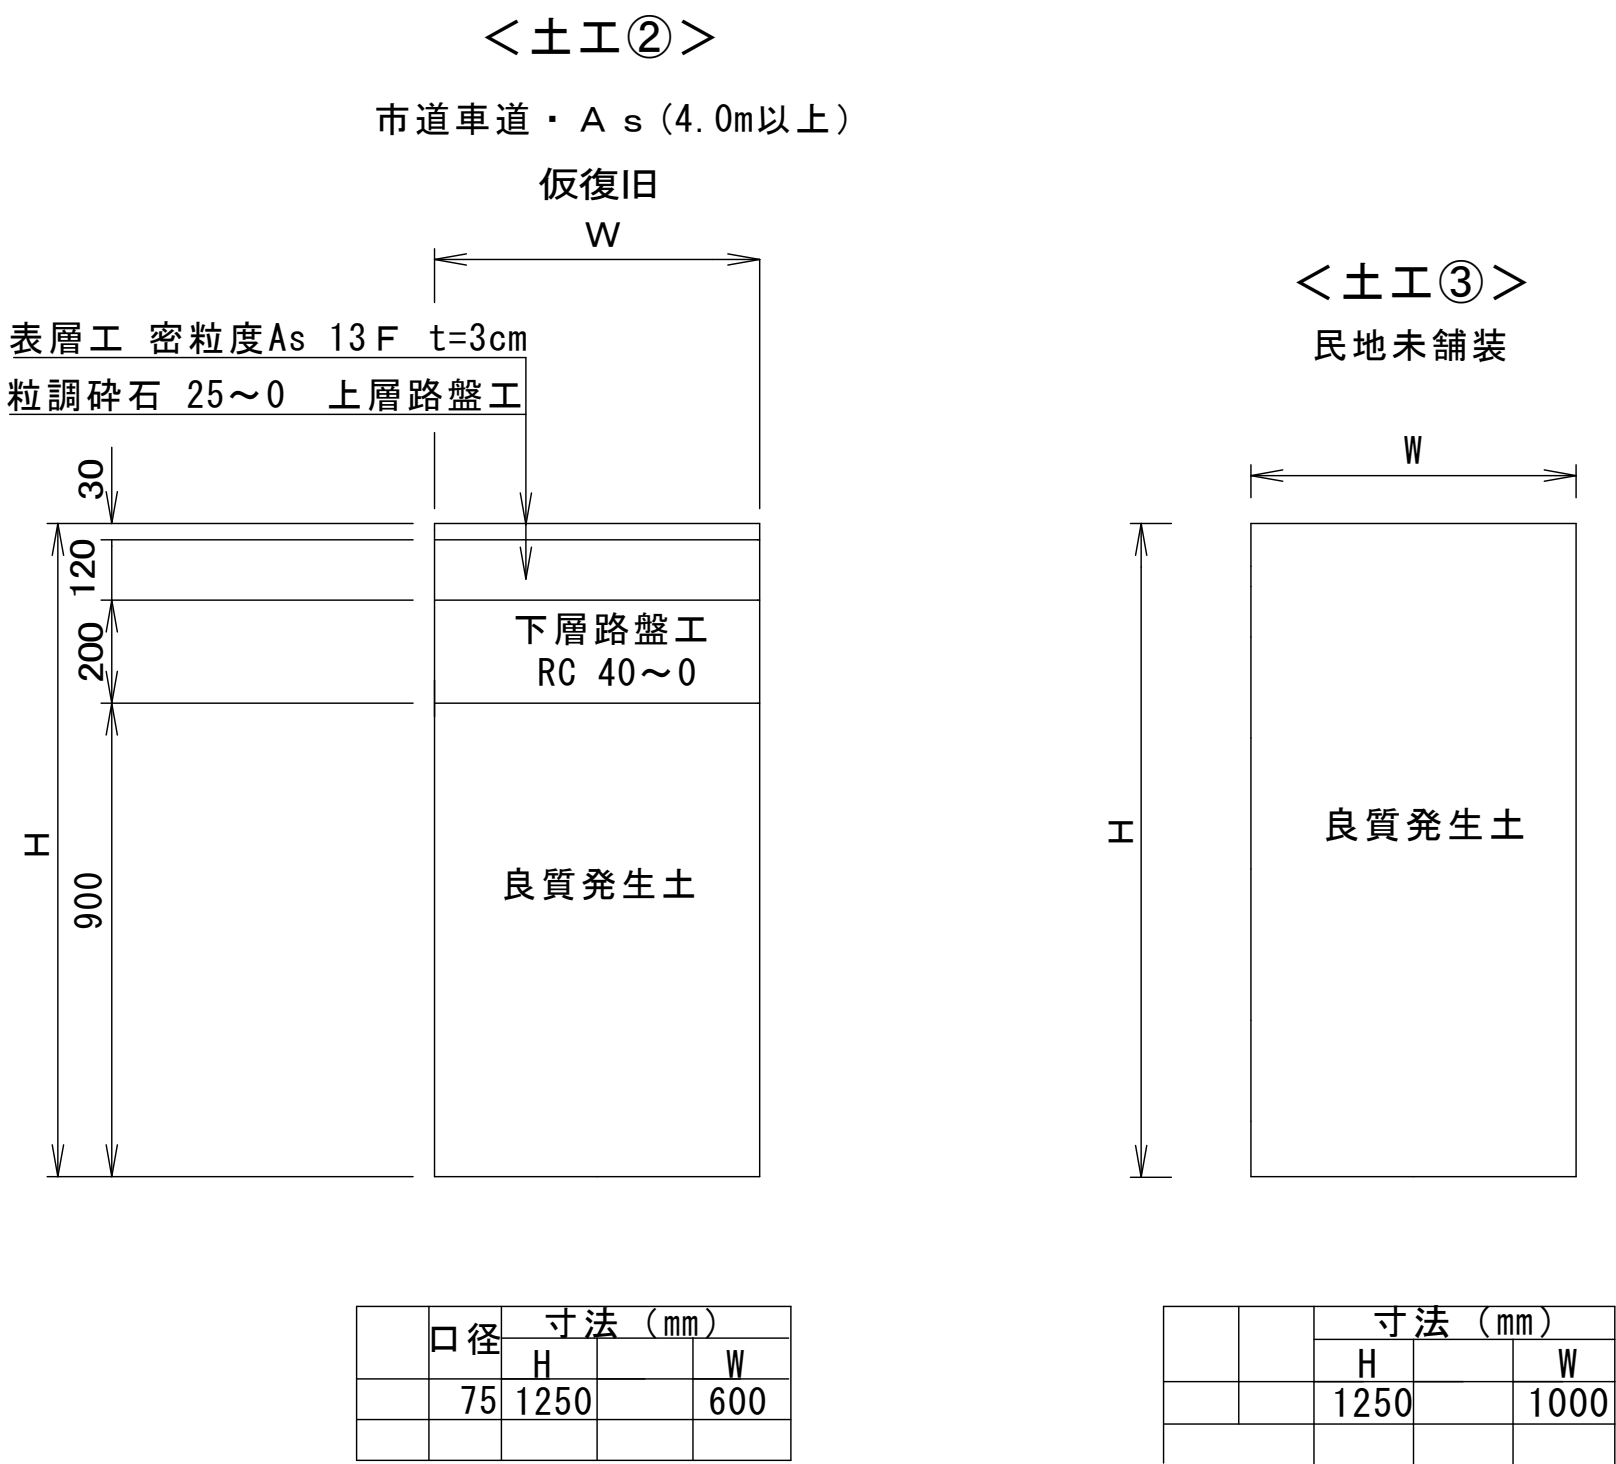 ＜土工②＞
市道車道・Ａｓ(4.0m以上)
仮復旧
W
表層工 密粒度As 13Ｆ t=3cm
粒調砕石 25～0 上層路盤工
30
120
200
900
H
下層路盤工
RC 40～0
良質発生土
口径 寸法（mm）
H W
75 1250 600
＜土工③＞
民地未舗装
W
H
良質発生土
寸法（mm）
H W
1250 1000